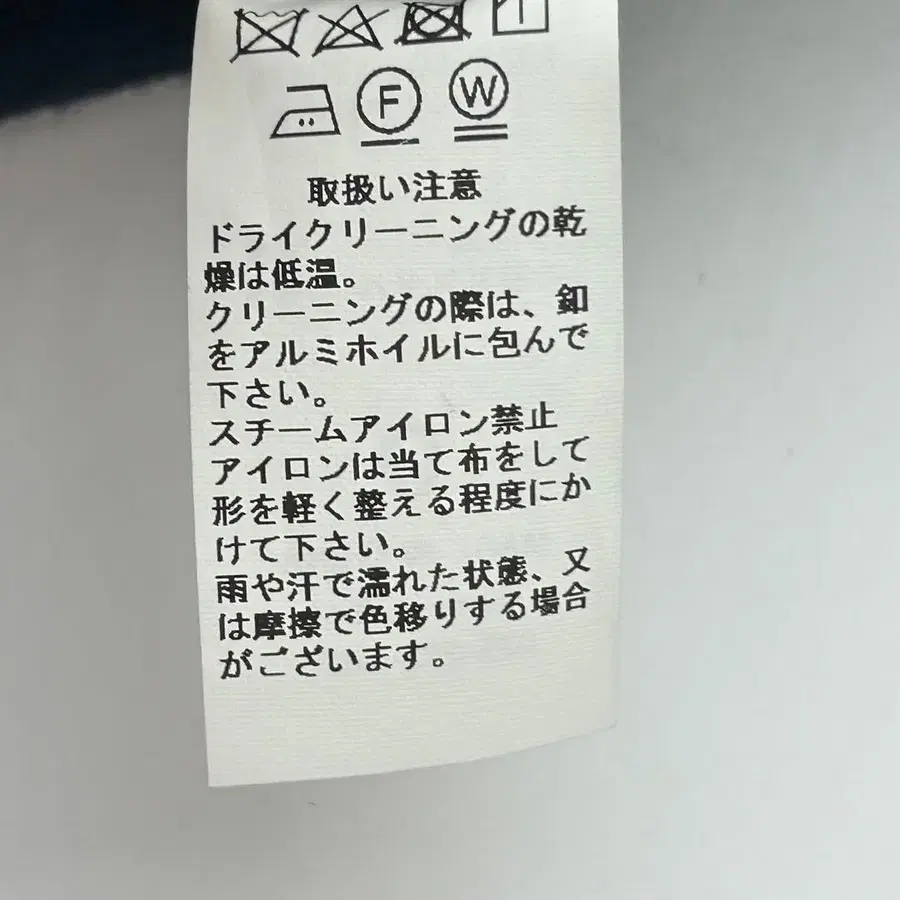 F W
取扱い注意
ドライクリーニングの乾
燥は低温。
クリーニングの際は、釦
をアルミホイルに包んで
下さい。
スチームアイロン禁止
アイロンは当て布をして
形を軽く整える程度にか
けて下さい。
雨や汗で濡れた状態、又
は摩擦で色移りする場合
がございます。